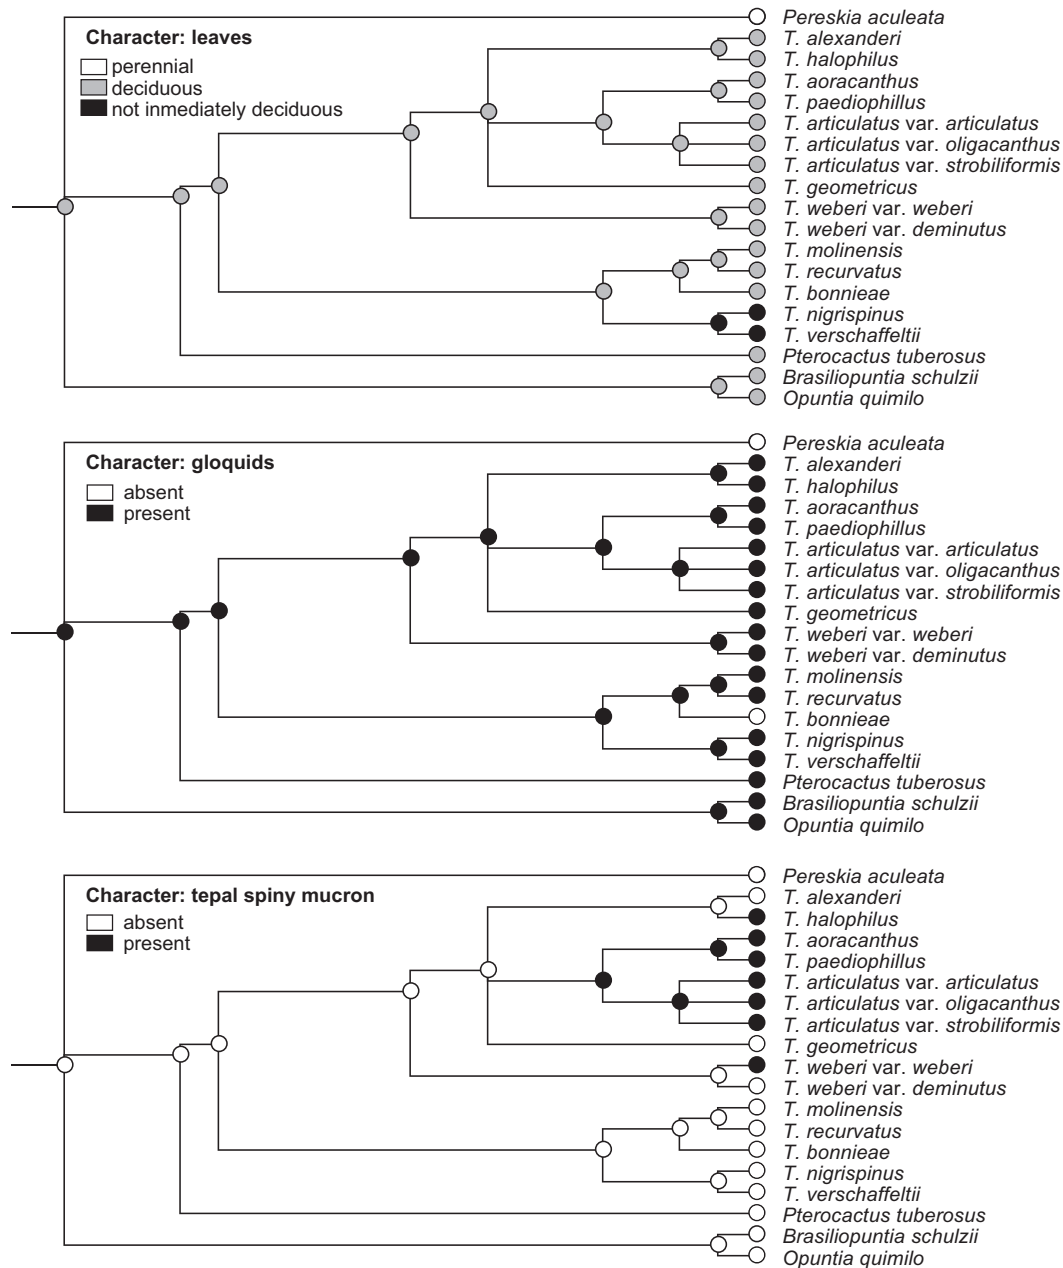 Pereskia aculeata
Character: leaves
perennial
deciduous
not inmediately deciduous
T. alexanderi
T. halophilus
T. aoracanthus
T. paediophillus
T. articulatus var. articulatus
T. articulatus var. oligacanthus
T. articulatus var. strobiliformis
T. geometricus
T. weberi var. weberi
T. weberi var. deminutus
T. molinensis
T. recurvatus
T. bonnieae
T. nigrispinus
T. verschaffeltii
Pterocactus tuberosus
Brasiliopuntia schulzii
Opuntia quimilo
Pereskia aculeata
Character: gloquids
absent
present
T. alexanderi
T. halophilus
T. aoracanthus
T. paediophillus
T. articulatus var. articulatus
T. articulatus var. oligacanthus
T. articulatus var. strobiliformis
T. geometricus
T. weberi var. weberi
T. weberi var. deminutus
T. molinensis
T. recurvatus
T. bonnieae
T. nigrispinus
T. verschaffeltii
Pterocactus tuberosus
Brasiliopuntia schulzii
Opuntia quimilo
Pereskia aculeata
Character: tepal spiny mucron
absent
present
T. alexanderi
T. halophilus
T. aoracanthus
T. paediophillus
T. articulatus var. articulatus
T. articulatus var. oligacanthus
T. articulatus var. strobiliformis
T. geometricus
T. weberi var. weberi
T. weberi var. deminutus
T. molinensis
T. recurvatus
T. bonnieae
T. nigrispinus
T. verschaffeltii
Pterocactus tuberosus
Brasiliopuntia schulzii
Opuntia quimilo